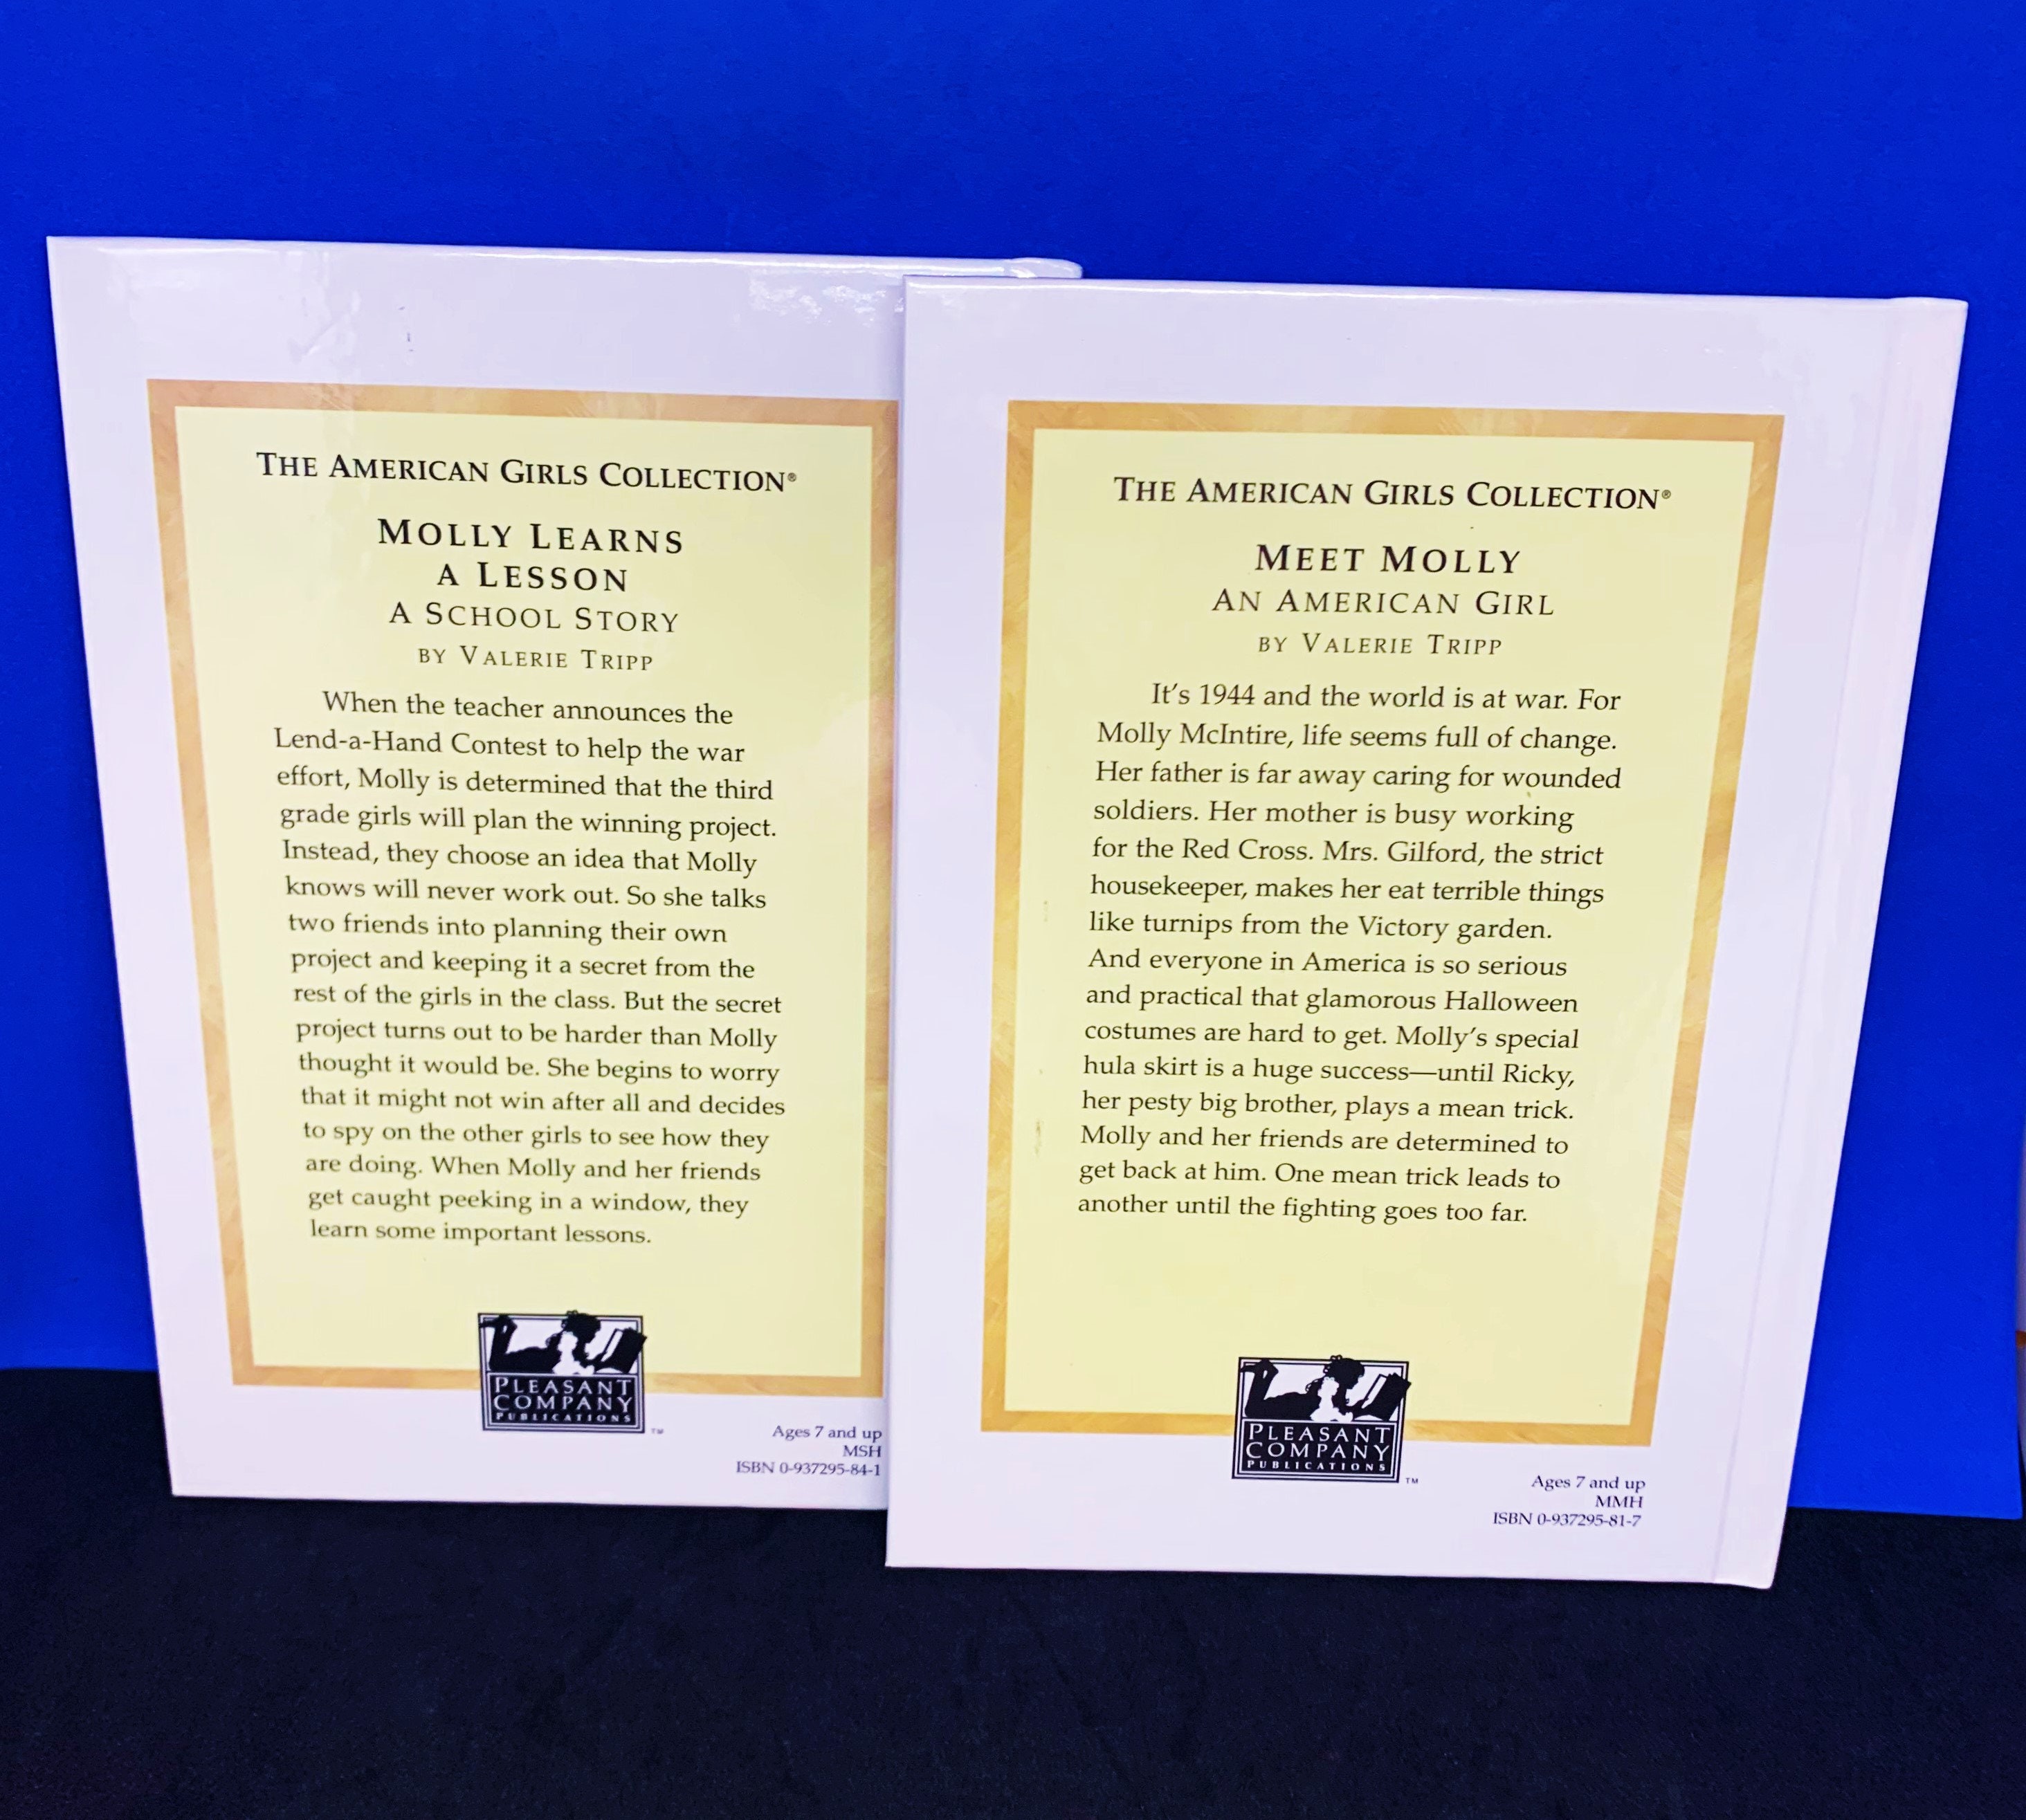 THE AMERICAN GIRLS COLLECTION®
MOLLY LEARNS
A LESSON
A SCHOOL STORY
BY VALERIE TRIPP
When the teacher announces the
Lend-a-Hand Contest to help the war
effort, Molly is determined that the third
grade girls will plan the winning project.
Instead, they choose an idea that Molly
knows will never work out. So she talks
two friends into planning their own
project and keeping it a secret from the
rest of the girls in the class. But the secret
project turns out to be harder than Molly
thought it would be. She begins to worry
that it might not win after all and decides
to spy on the other girls to see how they
are doing. When Molly and her friends
get caught peeking in a window, they
learn some important lessons.
PLEASANT
COMPANY
PUBLICATIONS
TM
Ages 7 and up
MSH
ISBN 0-937295-84-1
THE AMERICAN GIRLS COLLECTION®
MEET MOLLY
AN AMERICAN GIRL
BY VALERIE TRIPP
It's 1944 and the world is at war. For
Molly McIntire, life seems full of change.
Her father is far away caring for wounded
soldiers. Her mother is busy working
for the Red Cross. Mrs. Gilford, the strict
housekeeper, makes her eat terrible things
like turnips from the Victory garden.
And everyone in America is so serious
and practical that glamorous Halloween
costumes are hard to get. Molly's special
hula skirt is a huge success—until Ricky,
her pesty big brother, plays a mean trick.
Molly and her friends are determined to
get back at him. One mean trick leads to
another until the fighting goes too far.
PLEASANT
COMPANY
PUBLICATIONS
TM
Ages 7 and up
MMH
ISBN 0-937295-81-7